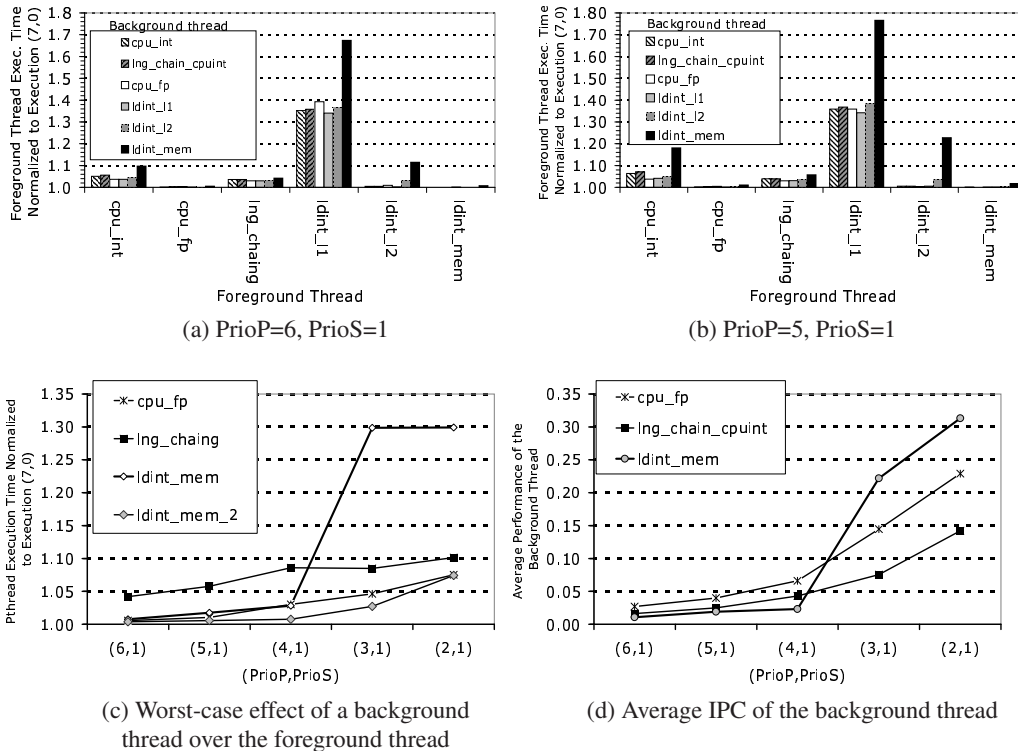 Foreground Thread Exec. Time
Normalized to Execution (7,0)
1.8
1.7
1.6
1.5
1.4
1.3
1.2
1.1
1.0
Background thread
cpu_int
lng_chain_cpuint
cpu_fp
ldint_l1
ldint_l2
ldint_mem
cpu_int
cpu_fp
lng_chaing
ldint_l1
ldint_l2
ldint_mem
Foreground Thread
(a) PrioP=6, PrioS=1
Foreground Thread Exec. Time
Normalized to Execution (7,0)
1.80
1.70
1.60
1.50
1.40
1.30
1.20
1.10
1.00
Background thread
cpu_int
lng_chain_cpuint
cpu_fp
ldint_l1
ldint_l2
ldint_mem
cpu_int
cpu_fp
lng_chaing
ldint_l1
ldint_l2
ldint_mem
Foreground Thread
(b) PrioP=5, PrioS=1
Pthread Execution Time Normalized
to Execution (7,0)
1.35
1.30
1.25
1.20
1.15
1.10
1.05
1.00
cpu_fp
lng_chaing
ldint_mem
ldint_mem_2
(6,1)
(5,1)
(4,1)
(3,1)
(2,1)
(PrioP,PrioS)
(c) Worst-case effect of a background
thread over the foreground thread
Average Performance of the
Background Thread
0.35
0.30
0.25
0.20
0.15
0.10
0.05
0.00
cpu_fp
lng_chain_cpuint
ldint_mem
(6,1)
(5,1)
(4,1)
(3,1)
(2,1)
(PrioP,PrioS)
(d) Average IPC of the background thread